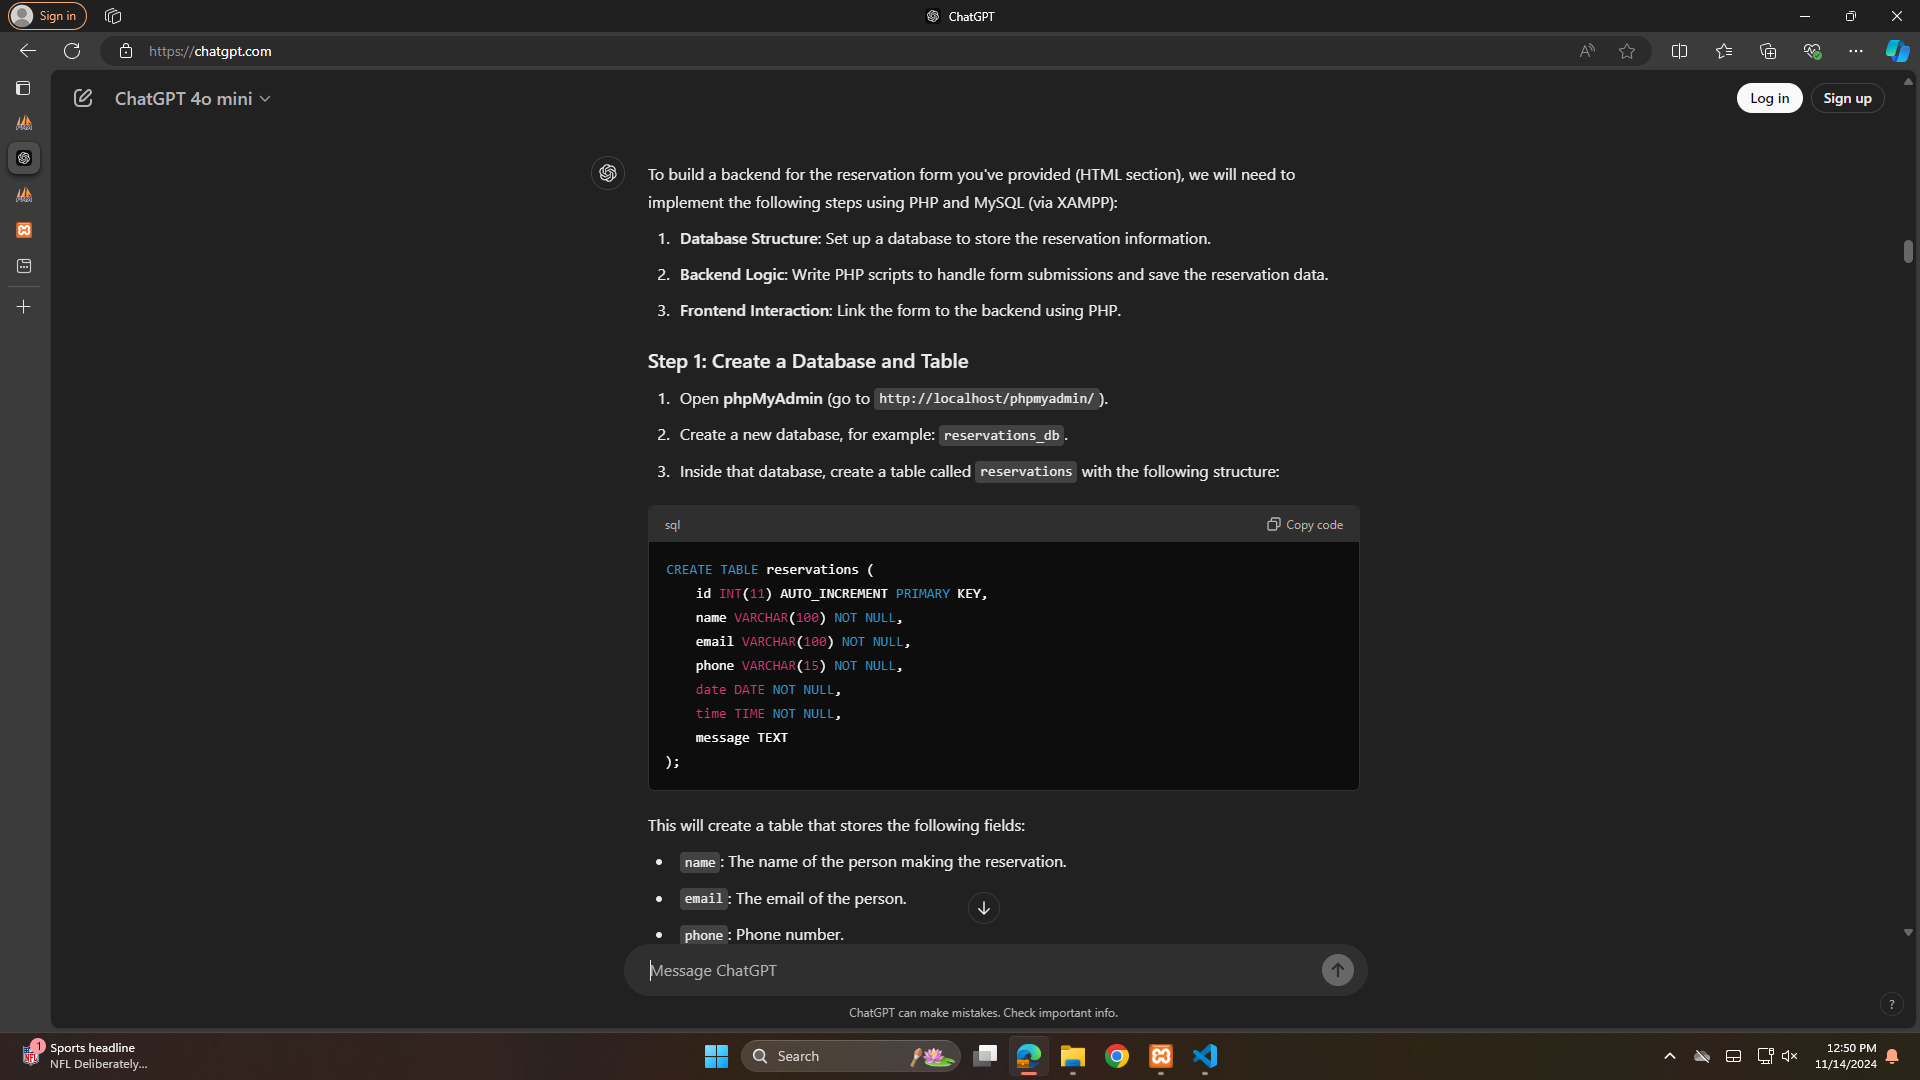 Sign in
ChatGPT
https://chatgpt.com
ChatGPT 4o mini
Log in
Sign up
To build a backend for the reservation form you've provided (HTML section), we will need to
implement the following steps using PHP and MySQL (via XAMPP):
1. Database Structure: Set up a database to store the reservation information.
2. Backend Logic: Write PHP scripts to handle form submissions and save the reservation data.
3. Frontend Interaction: Link the form to the backend using PHP.
Step 1: Create a Database and Table
1. Open phpMyAdmin (go to http://localhost/phpmyadmin/).
2. Create a new database, for example: reservations_db.
3. Inside that database, create a table called reservations with the following structure:
sql
Copy code
CREATE TABLE reservations (
id INT(11) AUTO_INCREMENT PRIMARY KEY,
name VARCHAR(100) NOT NULL,
email VARCHAR(100) NOT NULL,
phone VARCHAR(15) NOT NULL,
date DATE NOT NULL,
time TIME NOT NULL,
message TEXT
);
This will create a table that stores the following fields:
• name: The name of the person making the reservation.
• email: The email of the person.
• phone: Phone number.
Message ChatGPT
ChatGPT can make mistakes. Check important info.
?
1
NFL
Sports headline
NFL Deliberately...
Search
12:50 PM
11/14/2024